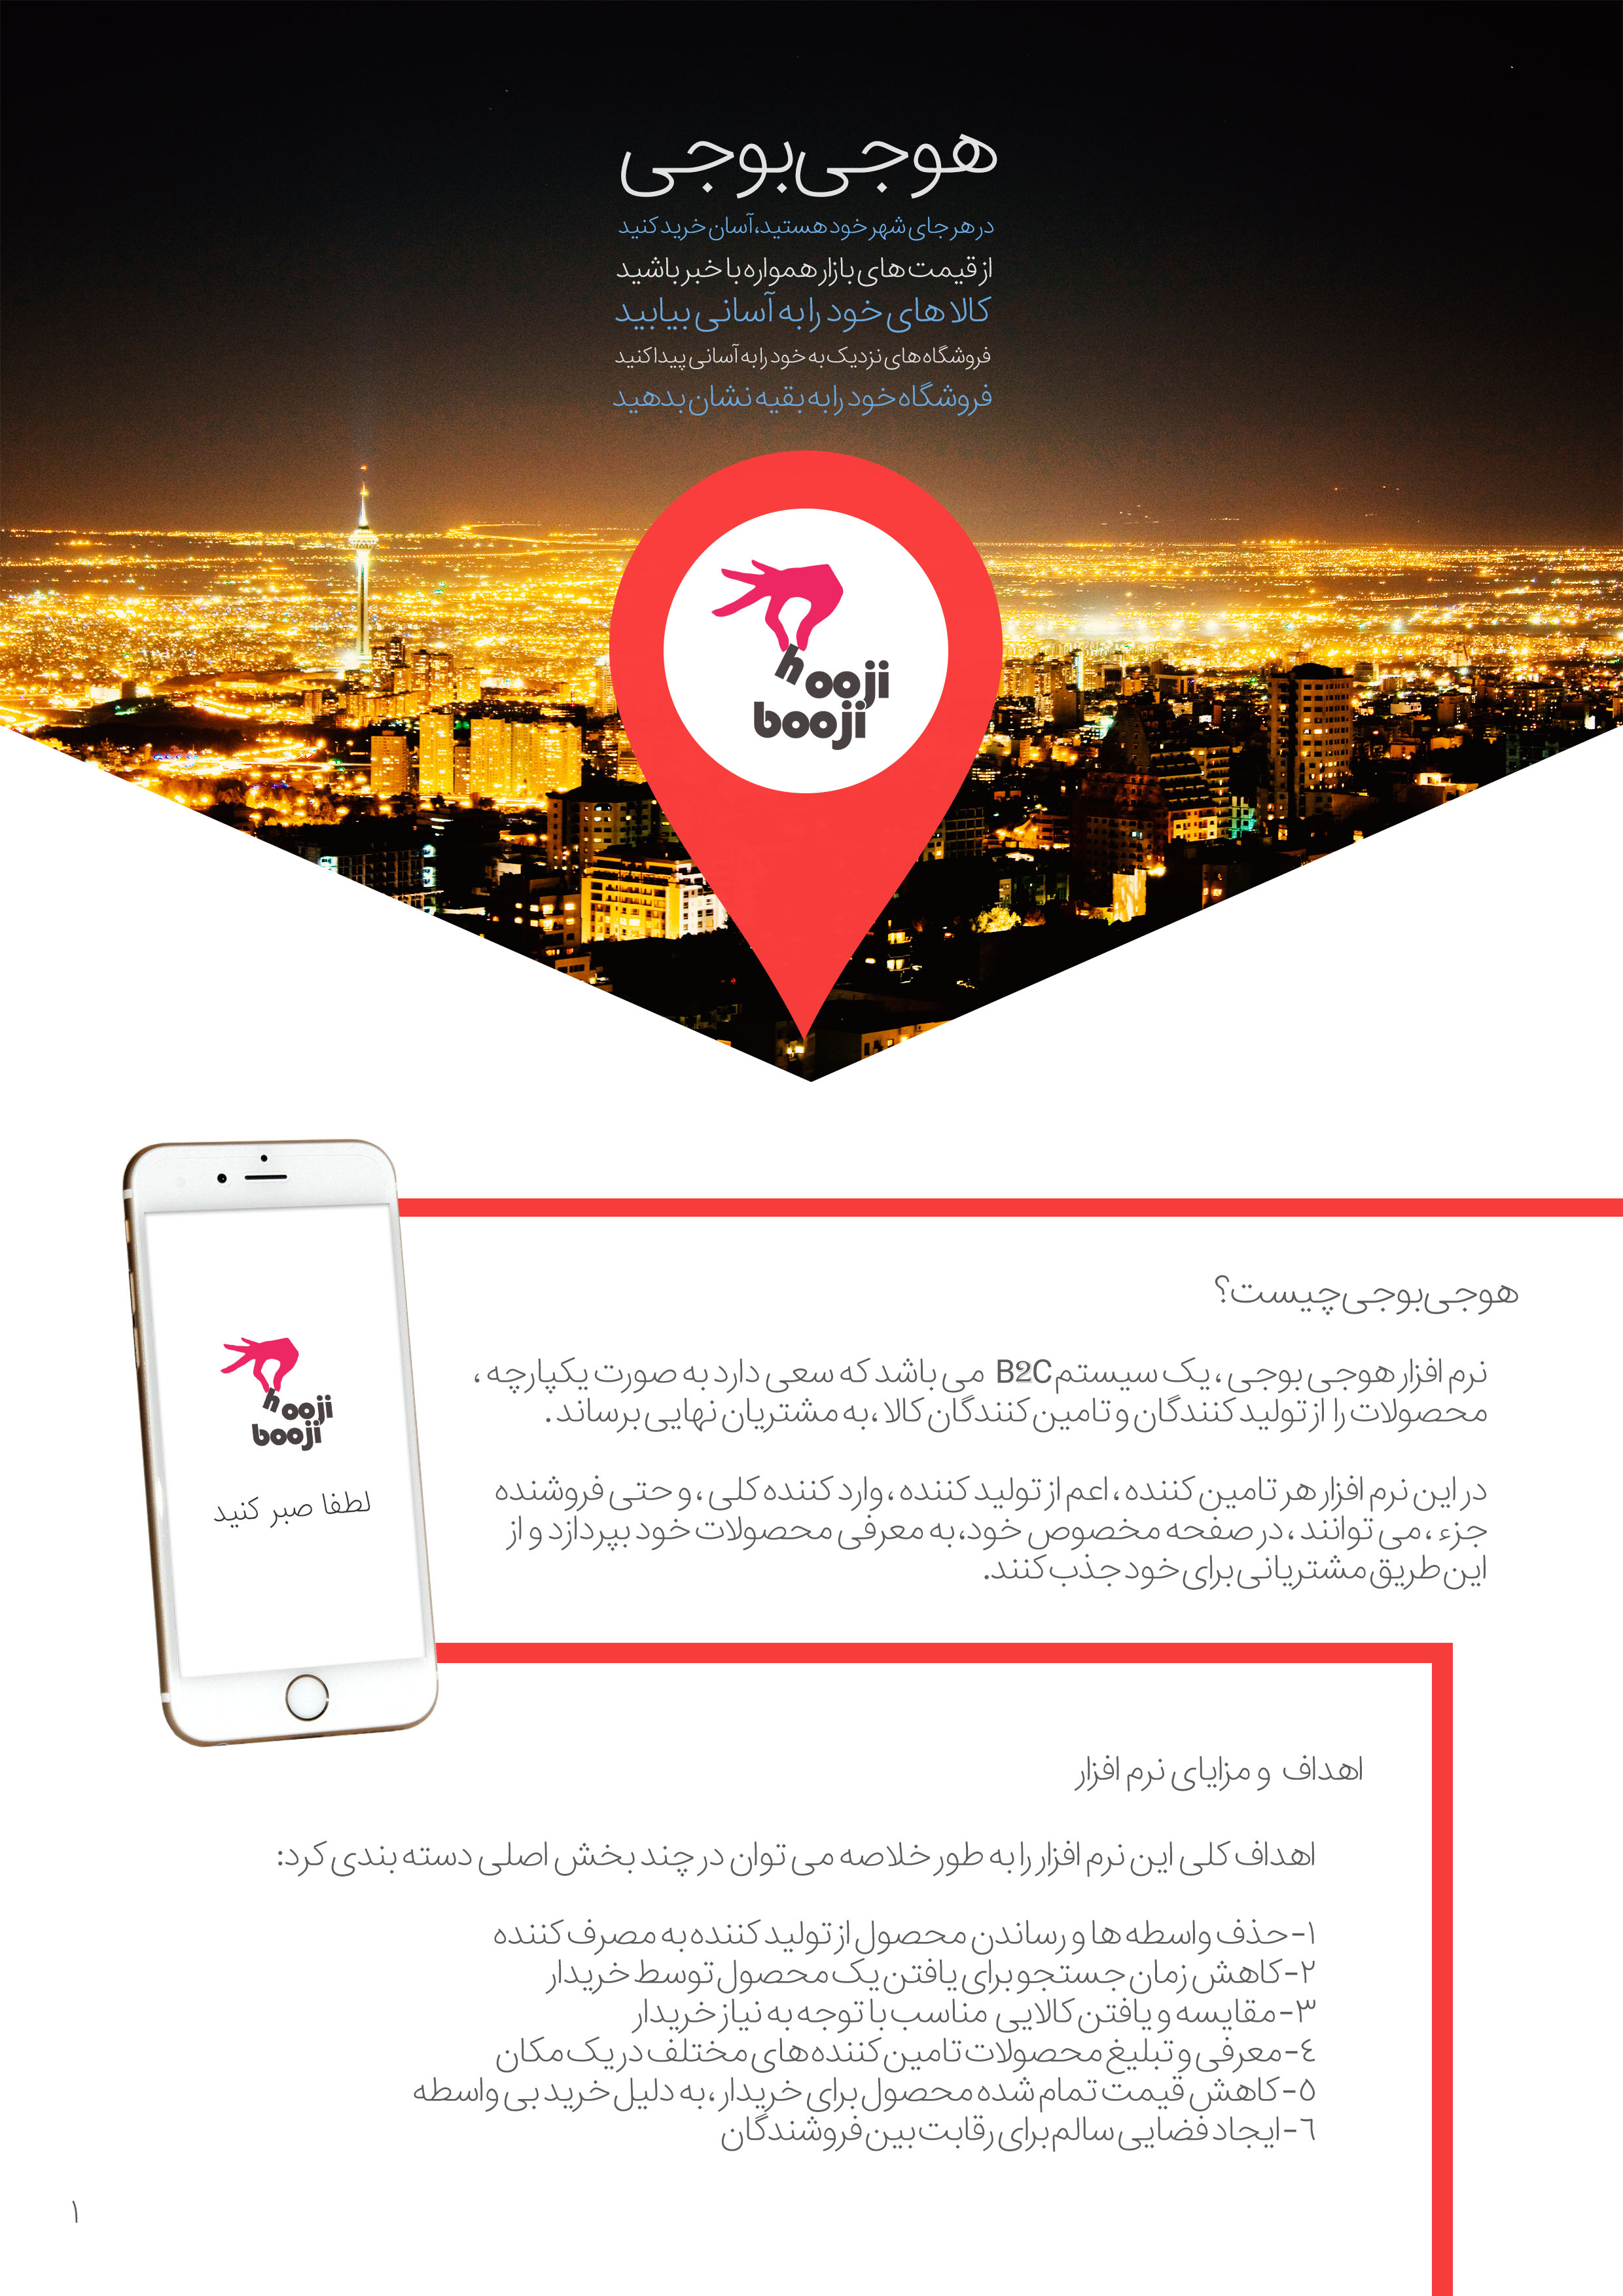 هوجی‌بوجی
در هر جای شهر خود هستید، آسان خرید کنید
از قیمت های بازار همواره با خبر باشید
کالا های خود را به آسانی بیابید
فروشگاه های نزدیک به خود را به آسانی پیدا کنید
فروشگاه خود را به بقیه نشان بدهید
hooji
booji
هوجی‌بوجی چیست؟
نرم افزار هوجی بوجی ، یک سیستم B2C می باشد که سعی دارد به صورت یکپارچه ،
محصولات را از تولید کنندگان و تامین کنندگان کالا ، به مشتریان نهایی برساند .
در این نرم افزار هر تامین کننده ، اعم از تولید کننده ، وارد کننده کلی ، و حتی فروشنده
جزء ، می توانند ، در صفحه مخصوص خود، به معرفی محصولات خود بپردازد و از
این طریق مشتریانی برای خود جذب کنند.
hooji
booji
لطفا صبر کنید
اهداف و مزایای نرم افزار
اهداف کلی این نرم افزار را به طور خلاصه می توان در چند بخش اصلی دسته بندی کرد:
۱- حذف واسطه ها و رساندن محصول از تولید کننده به مصرف کننده
۲- کاهش زمان جستجو برای یافتن یک محصول توسط خریدار
۳- مقایسه و یافتن کالایی مناسب با توجه به نیاز خریدار
٤- معرفی و تبلیغ محصولات تامین کننده های مختلف در یک مکان
٥- کاهش قیمت تمام شده محصول برای خریدار ، به دلیل خرید بی واسطه
٦- ایجاد فضایی سالم برای رقابت بین فروشندگان
۱